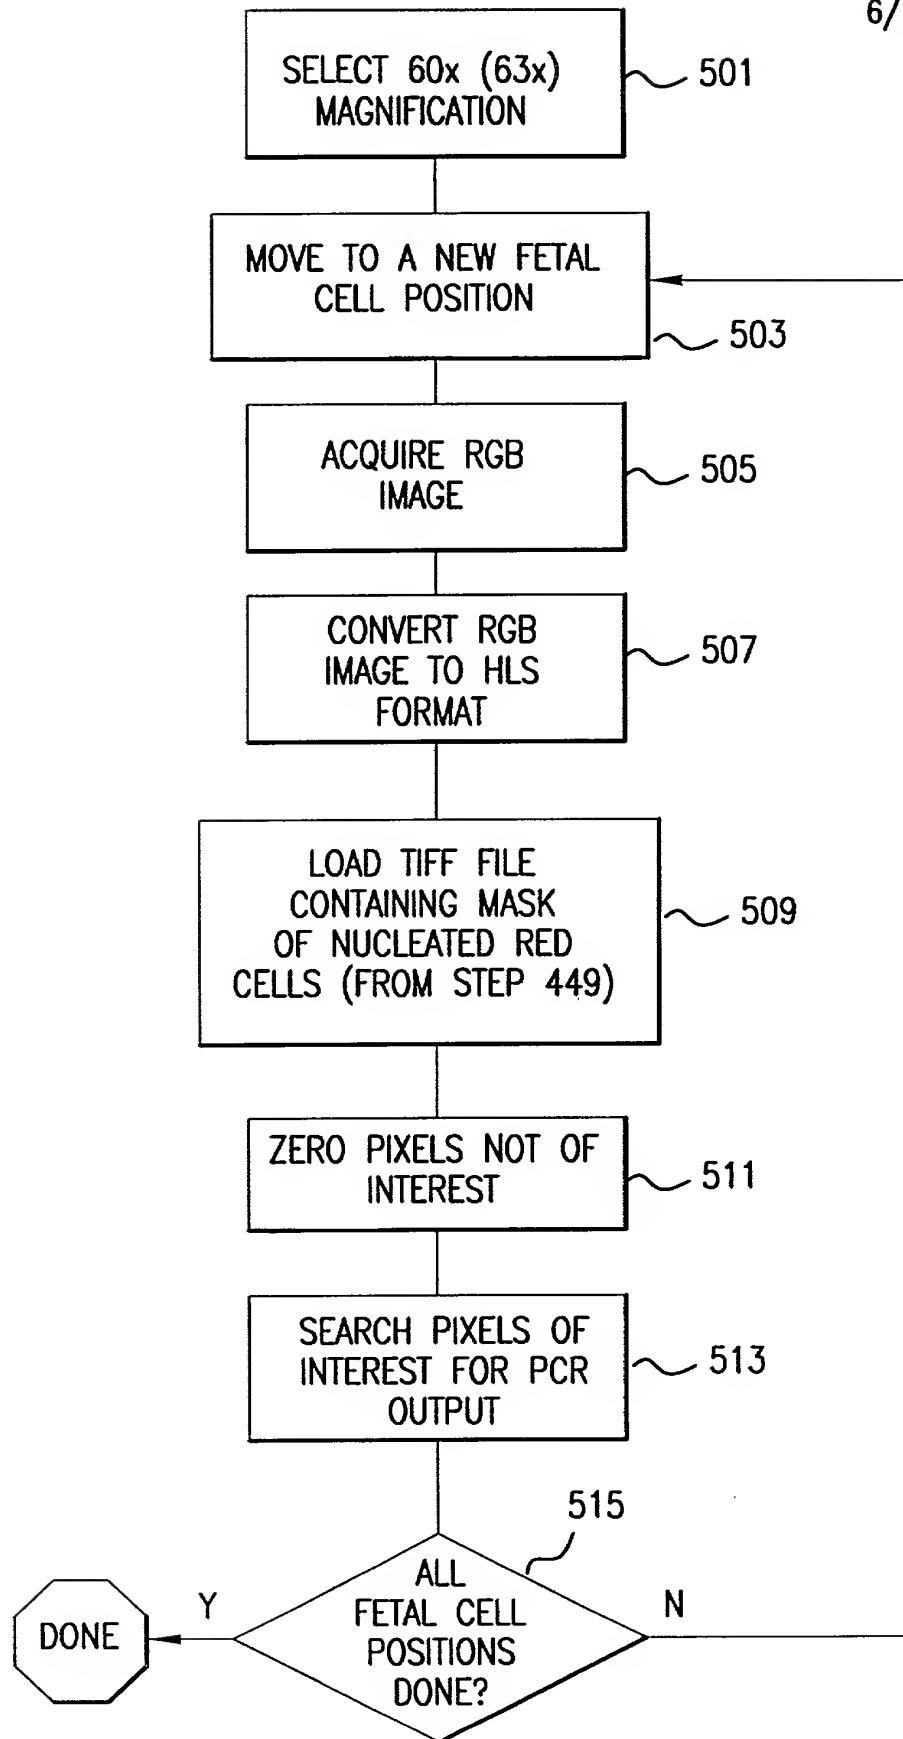 6/
SELECT 60x (63x)
MAGNIFICATION
501
MOVE TO A NEW FETAL
CELL POSITION
503
ACQUIRE RGB
IMAGE
505
CONVERT RGB
IMAGE TO HLS
FORMAT
507
LOAD TIFF FILE
CONTAINING MASK
OF NUCLEATED RED
CELLS (FROM STEP 449)
509
ZERO PIXELS NOT OF
INTEREST
511
SEARCH PIXELS OF
INTEREST FOR PCR
OUTPUT
513
515
ALL
FETAL CELL
POSITIONS
DONE?
Y
N
DONE